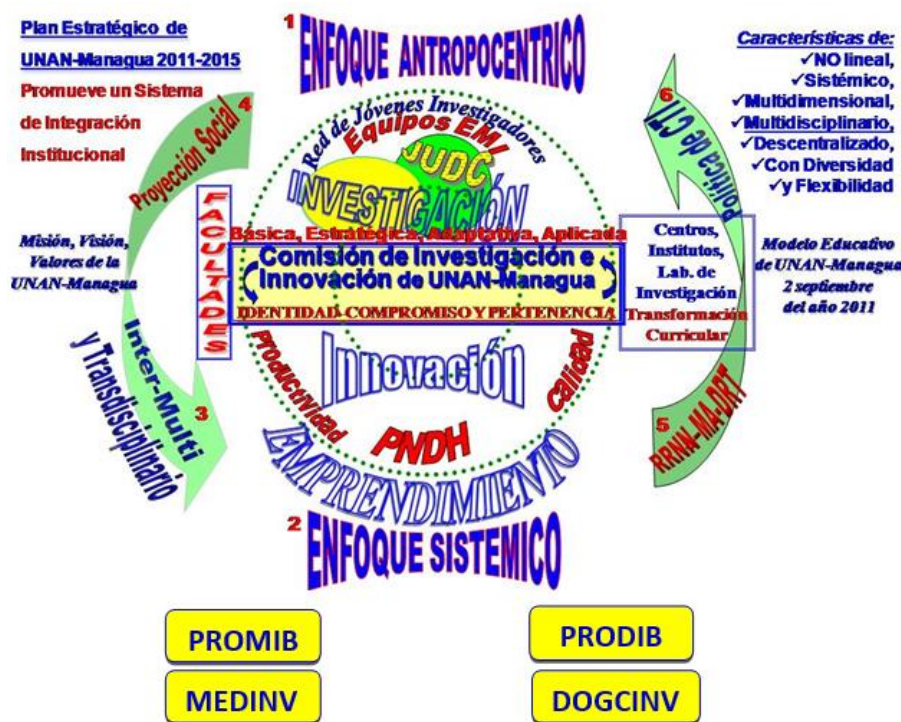 Plan Estratégico de
UNAN-Managua 2011-2015
Promueve un Sistema
de Integración
Institucional
1
ENFOQUE ANTROPOCENTRICO
Características de:
✓NO lineal,
✓Sistémico,
✓Multidimensional,
✓Multidisciplinario,
✓Descentralizado,
✓Con Diversidad
✓y Flexibilidad
4
Proyección Social
6
Política de CTI
Red de Jóvenes Investigadores
Equipos EMI
JUDC
INVESTIGACIÓN
Básica, Estratégica, Adaptativa, Aplicada
FACULTADES
Comisión de Investigación e
Innovación de UNAN-Managua
IDENTIDAD-COMPROMISO Y PERTENENCIA
Centros,
Institutos,
Lab. de
Investigación
Transformación
Curricular
Misión, Visión,
Valores de la
UNAN-Managua
Modelo Educativo
de UNAN-Managua
2 septiembre
del año 2011
Inter-Multi
y Transdisciplinario
3
Innovación
Productividad
Calidad
PNDH
EMPRENDIMIENTO
5
RRNN-MA-DRT
2
ENFOQUE SISTEMICO
PROMIB
PRODIB
MEDINV
DOGCINV